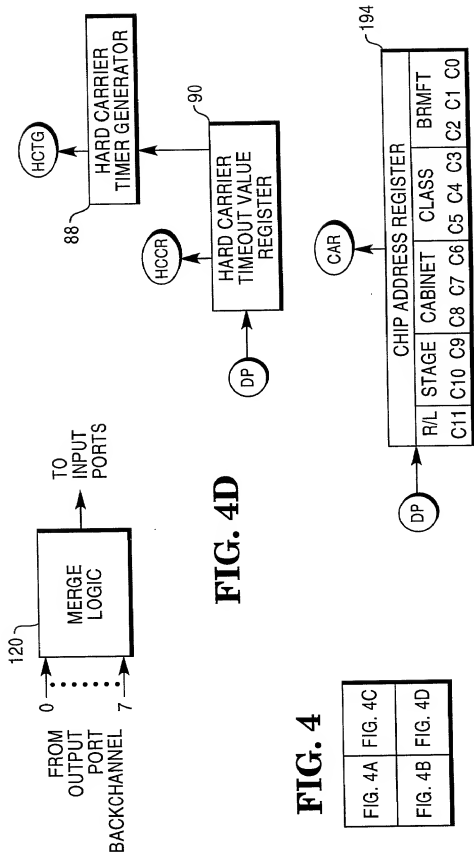 120
MERGE
LOGIC
FROM
OUTPUT
PORT
BACKCHANNEL
0
7
TO
INPUT
PORTS
FIG. 4D
HCTG
HARD CARRIER
TIMER GENERATOR
88
HCCR
90
HARD CARRIER
TIMEOUT VALUE
REGISTER
DP
FIG. 4
FIG. 4A FIG. 4C
FIG. 4B FIG. 4D
CAR
194
CHIP ADDRESS REGISTER
R/L STAGE CABINET CLASS BRMFT
C11 C10 C9 C8 C7 C6 C5 C4 C3 C2 C1 C0
DP